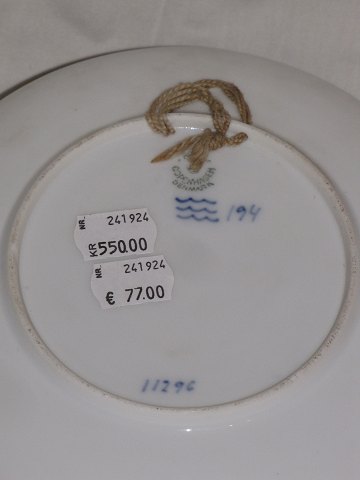 COPENHAGEN
DENMARK
194
NR. 241924
KR 550.00
NR. 241924
€ 77.00
11296